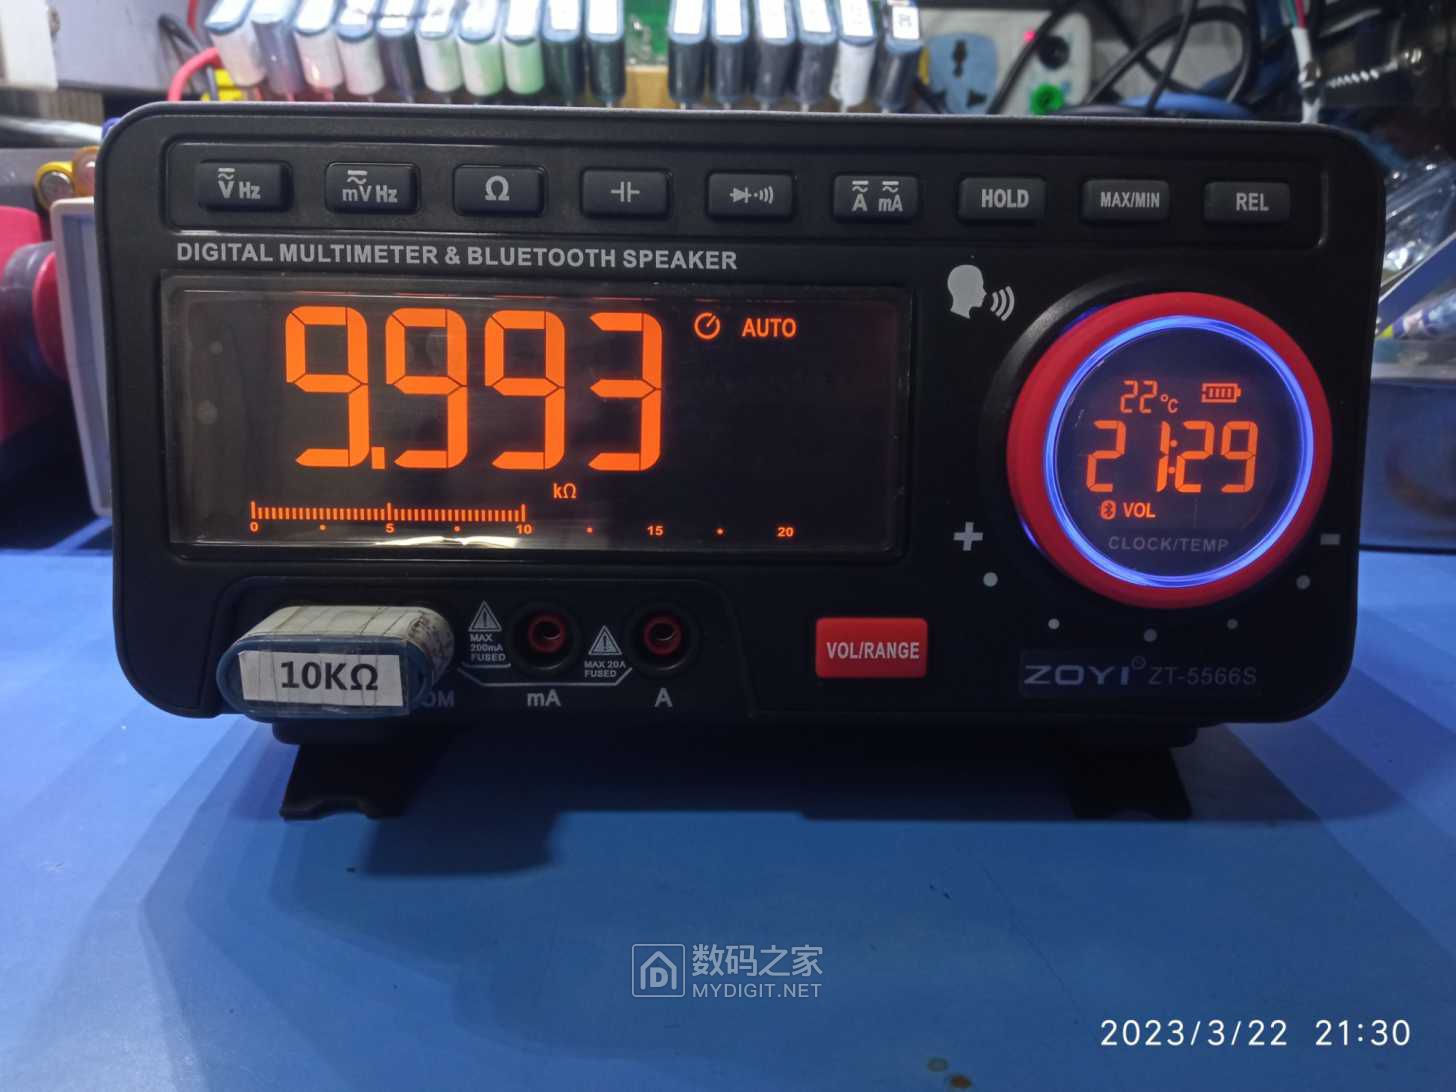 V Hz
mV Hz
Ω
A mA
HOLD
MAX/MIN
REL
DIGITAL MULTIMETER & BLUETOOTH SPEAKER
9.993
AUTO
kΩ
0 5 10 15 20
22°C
21:29
VOL
CLOCK/TEMP
+
-
10KΩ
OM
MAX
200mA
FUSED
mA
MAX 20A
FUSED
A
VOL/RANGE
ZOYI® ZT-5566S
数码之家
MYDIGIT.NET
2023/3/22 21:30